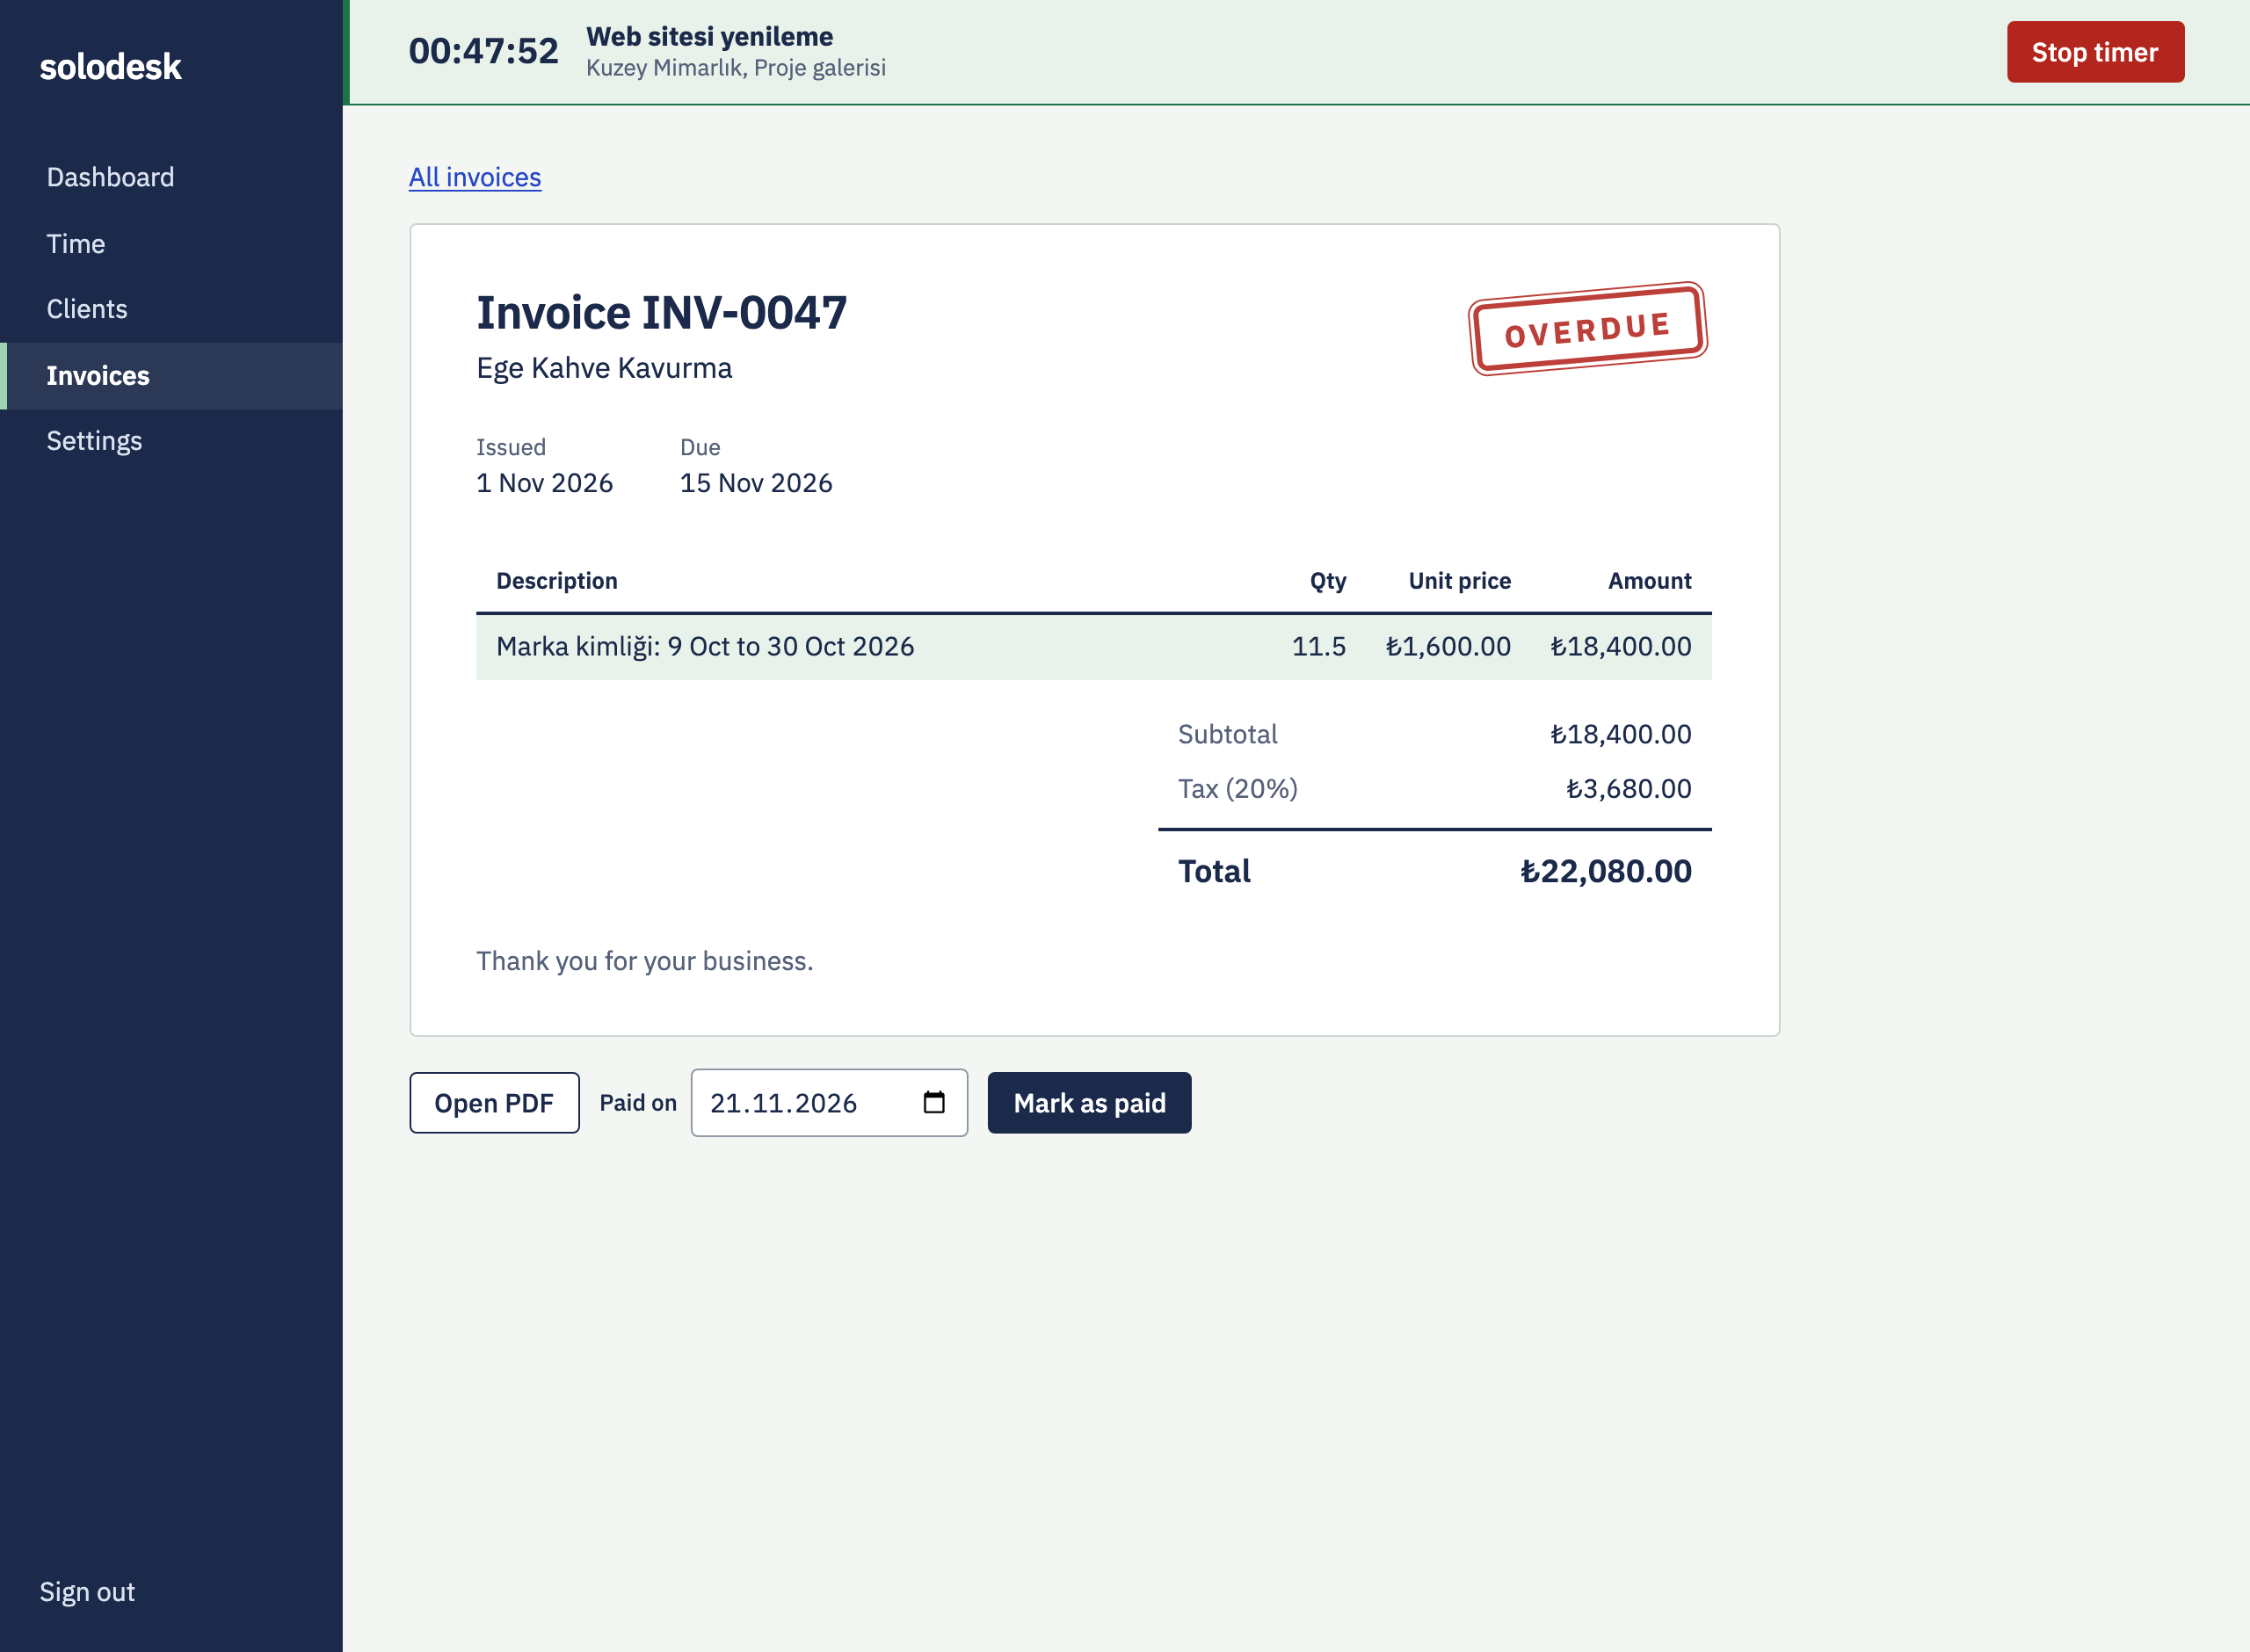 solodesk
Dashboard
Time
Clients
Invoices
Settings
Sign out
00:47:52
Web sitesi yenileme
Kuzey Mimarlık, Proje galerisi
Stop timer
All invoices
Invoice INV-0047
OVERDUE
Ege Kahve Kavurma
Issued Due
1 Nov 2026 15 Nov 2026
Description Qty Unit price Amount
Marka kimliği: 9 Oct to 30 Oct 2026 11.5 ₺1,600.00 ₺18,400.00
Subtotal ₺18,400.00
Tax (20%) ₺3,680.00
Total ₺22,080.00
Thank you for your business.
Open PDF Paid on 21.11.2026 Mark as paid